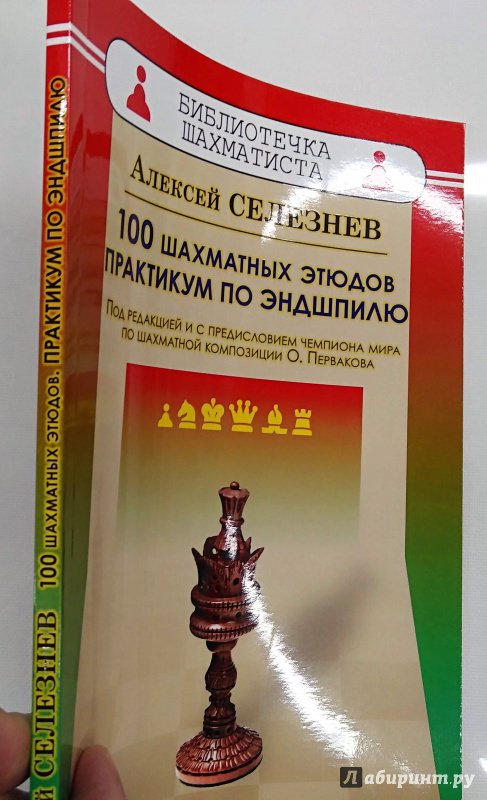 БИБЛИОТЕЧКА
ШАХМАТИСТА
Алексей СЕЛЕЗНЕВ
100 ШАХМАТНЫХ ЭТЮДОВ
ПРАКТИКУМ ПО ЭНДШПИЛЮ
Под редакцией и с предисловием чемпиона мира
по шахматной композиции О. Первакова
Й СЕЛЕЗНЕВ 100 ШАХМАТНЫХ ЭТЮДОВ. ПРАКТИКУМ ПО ЭНДШПИЛЮ
Лабиринт.ру